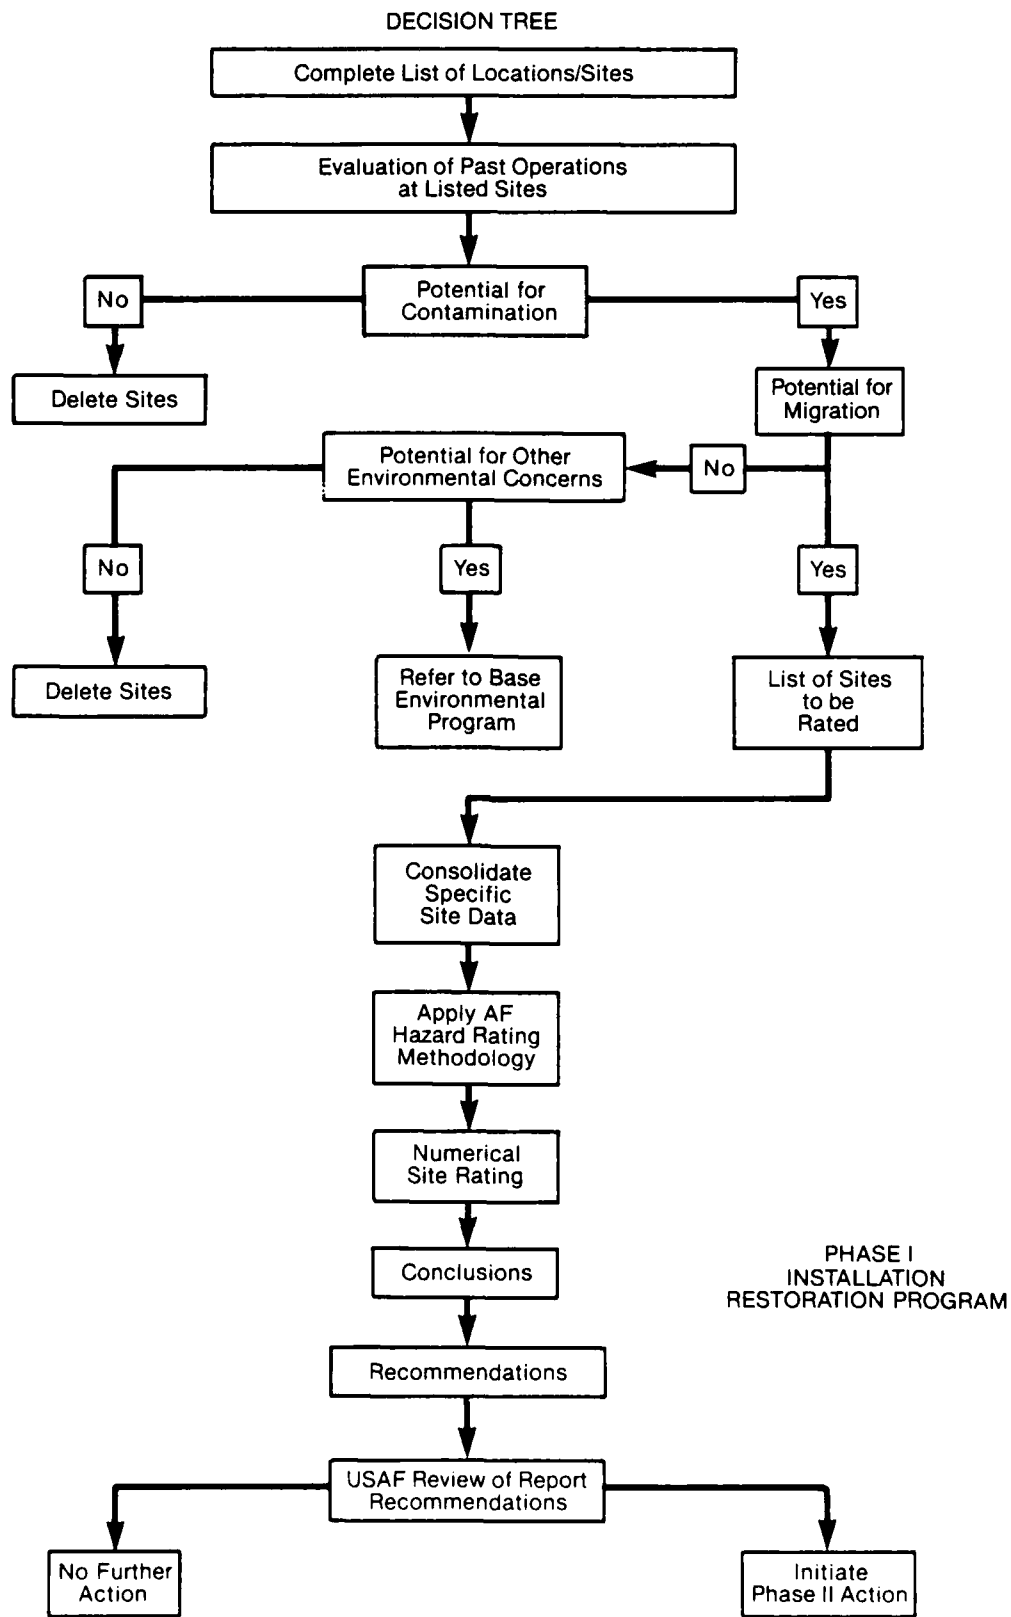 DECISION TREE
Complete List of Locations/Sites
Evaluation of Past Operations
at Listed Sites
No
Potential for
Contamination
Yes
Delete Sites
Potential for
Migration
Potential for Other
Environmental Concerns
No
No
Yes
Yes
Delete Sites
Refer to Base
Environmental
Program
List of Sites
to be
Rated
Consolidate
Specific
Site Data
Apply AF
Hazard Rating
Methodology
Numerical
Site Rating
Conclusions
PHASE I
INSTALLATION
RESTORATION PROGRAM
Recommendations
USAF Review of Report
Recommendations
No Further
Action
Initiate
Phase II Action